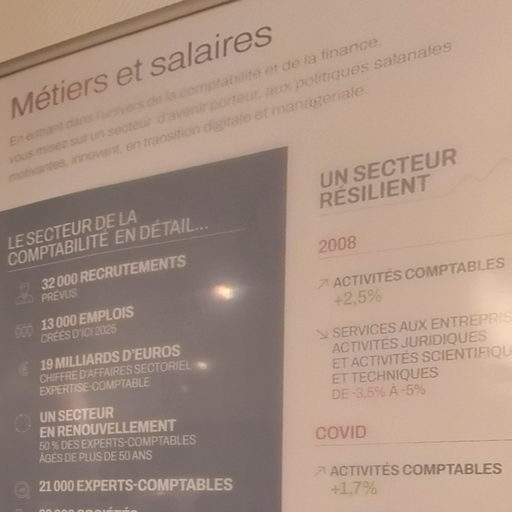 Métiers et salaires
En entrant dans l'univers de la comptabilité et de la finance,
vous misez sur un secteur d'avenir porteur, aux politiques salariales
motivantes, innovant, en transition digitale et managériale.
LE SECTEUR DE LA
COMPTABILITÉ EN DÉTAIL...
32 000 RECRUTEMENTS
PRÉVUS
13 000 EMPLOIS
CRÉÉS D'ICI 2025
19 MILLIARDS D'EUROS
CHIFFRE D'AFFAIRES SECTORIEL
EXPERTISE-COMPTABLE
UN SECTEUR
EN RENOUVELLEMENT
50 % DES EXPERTS-COMPTABLES
ÂGÉS DE PLUS DE 50 ANS
21 000 EXPERTS-COMPTABLES
UN SECTEUR
RÉSILIENT
2008
↗ ACTIVITÉS COMPTABLES
+2,5%
↘ SERVICES AUX ENTREPRIS
ACTIVITÉS JURIDIQUES
ET ACTIVITÉS SCIENTIFIQU
ET TECHNIQUES
DE -3,5% À -5%
COVID
↗ ACTIVITÉS COMPTABLES
+1,7%